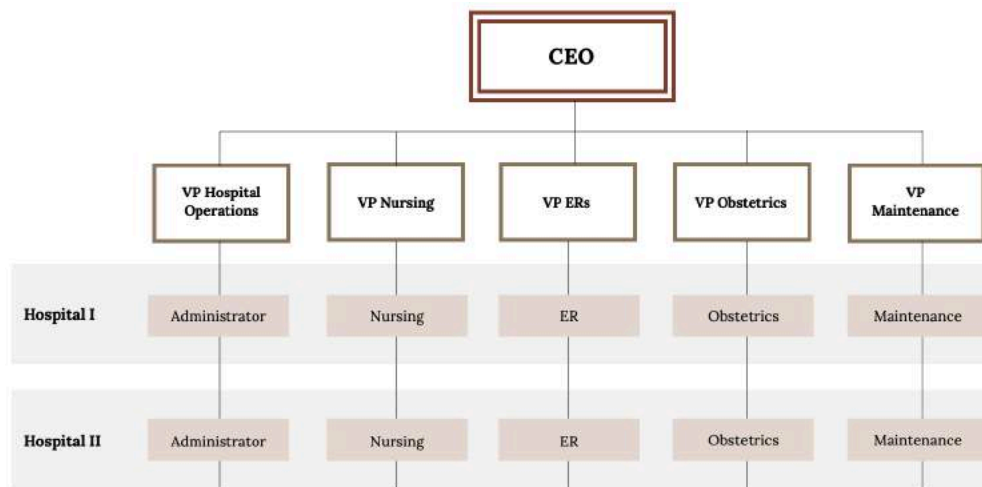 CEO
VP Hospital
Operations
VP Nursing
VP ERs
VP Obstetrics
VP
Maintenance
Hospital I
Administrator
Nursing
ER
Obstetrics
Maintenance
Hospital II
Administrator
Nursing
ER
Obstetrics
Maintenance